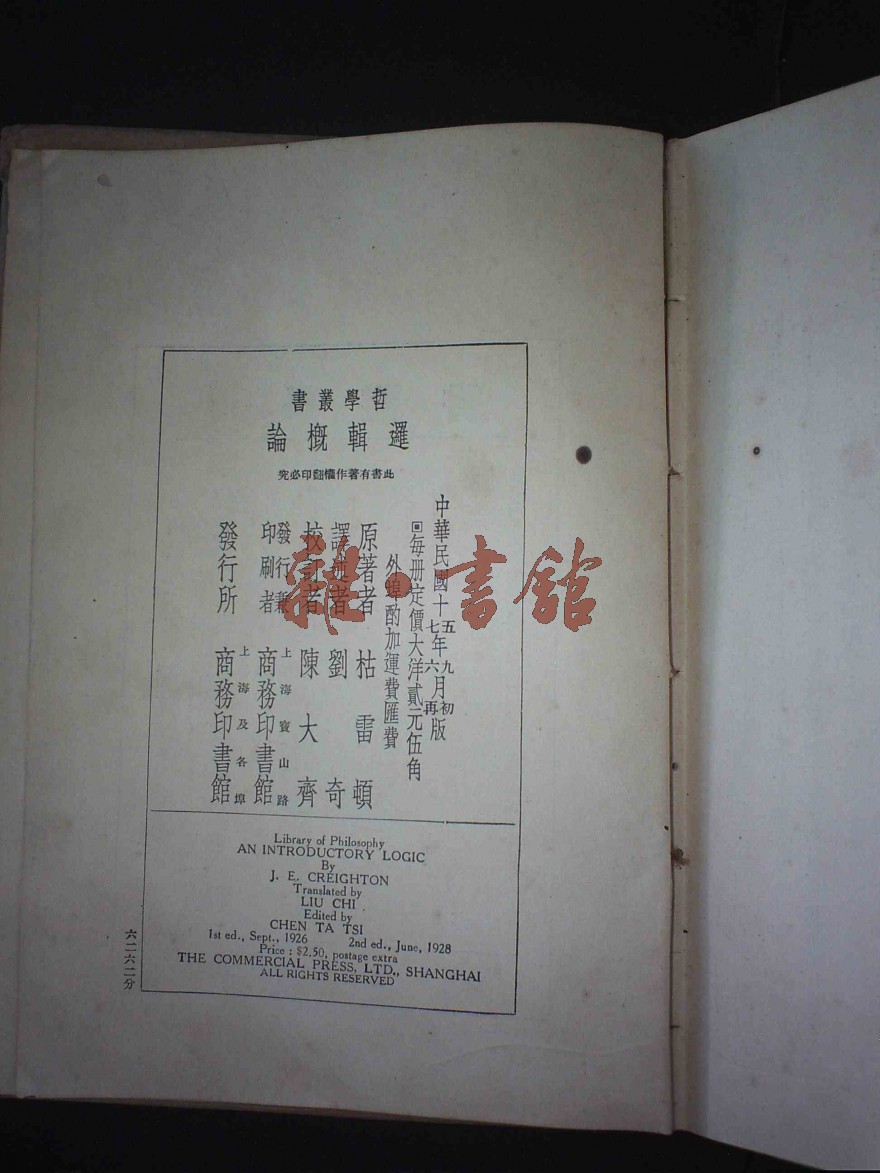 哲學叢書
邏輯概論
此書有著作權翻印必究
中華民國十五年九月初版
七 六 再
每册定價大洋貳元伍角
外埠酌加運費匯費
原著者 枯雷頓
譯述者 劉奇
校訂者 陳大齊
發行兼印刷者 上海寶山路 商務印書館
發行所 上海及各埠 商務印書館
Library of Philosophy
AN INTRODUCTORY LOGIC
By
J. E. CREIGHTON
Translated by
LIU CHI
Edited by
CHEN TA TSI
1st ed., Sept., 1926 2nd ed., June, 1928
Price : $2.50, postage extra
THE COMMERCIAL PRESS, LTD., SHANGHAI
ALL RIGHTS RESERVED
六二六二分
雜·書館